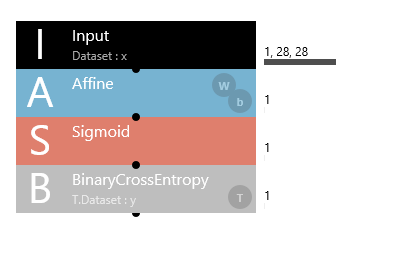 I
Input
Dataset : x
1, 28, 28
A
Affine
W
b
1
S
Sigmoid
1
B
BinaryCrossEntropy
T.Dataset : y
T
1